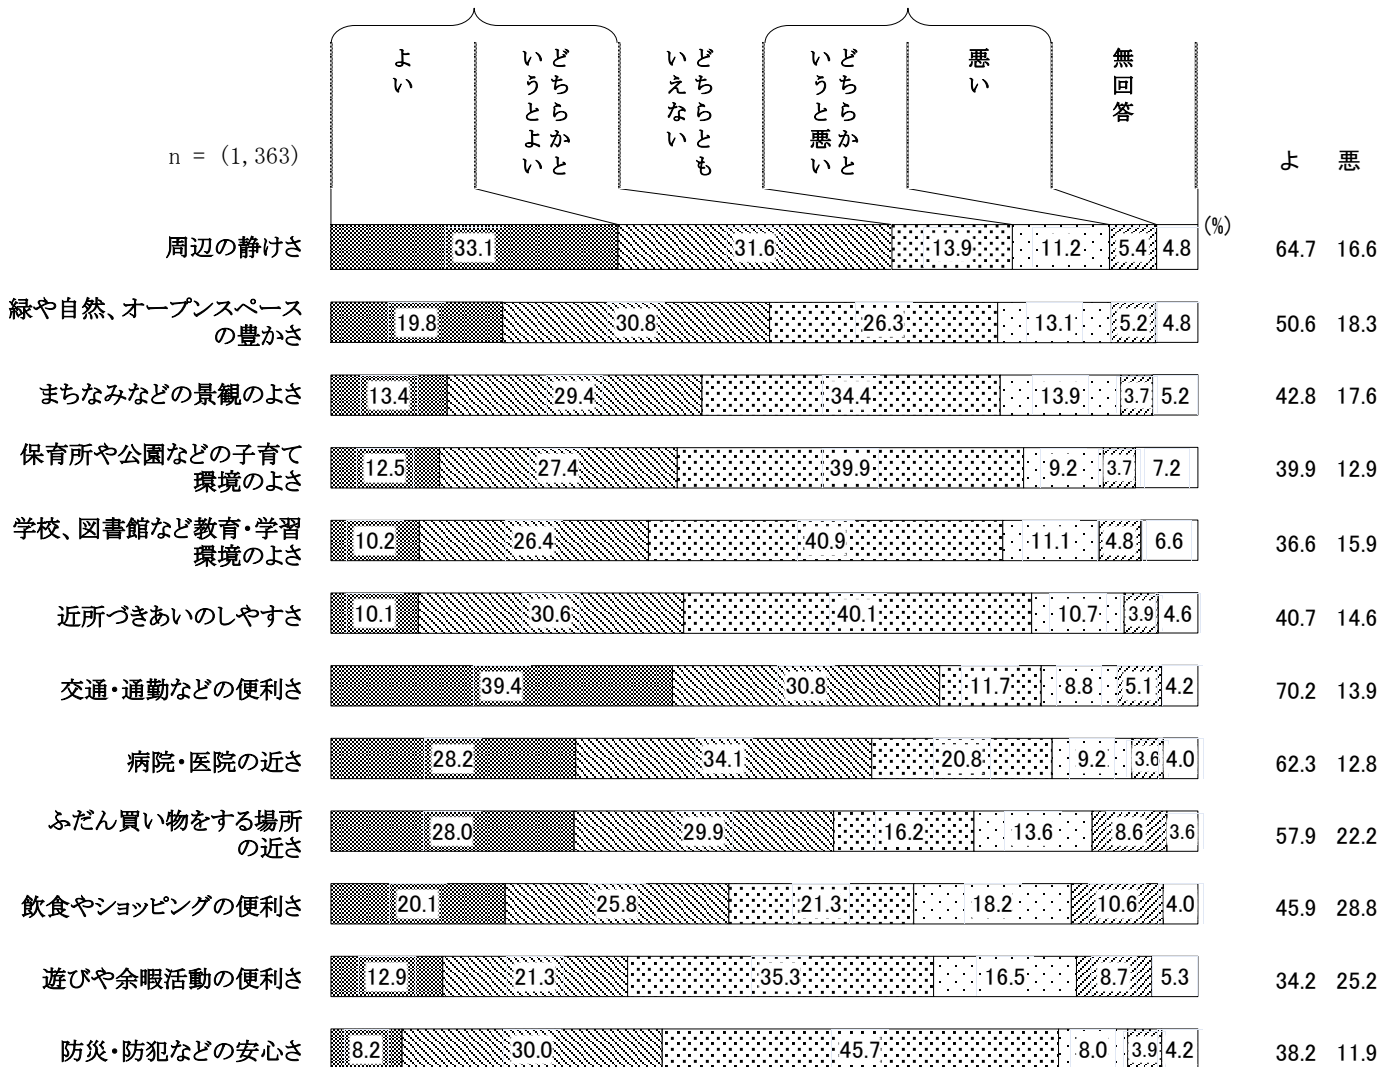 よい
どちらかと
いうとよい
どちらとも
いえない
どちらかと
いうと悪い
悪い
無回答
n = (1,363)
よ 悪
(%)
周辺の静けさ 33.1 31.6 13.9 11.2 5.4 4.8 64.7 16.6
緑や自然、オープンスペース
の豊かさ 19.8 30.8 26.3 13.1 5.2 4.8 50.6 18.3
まちなみなどの景観のよさ 13.4 29.4 34.4 13.9 3.7 5.2 42.8 17.6
保育所や公園などの子育て
環境のよさ 12.5 27.4 39.9 9.2 3.7 7.2 39.9 12.9
学校、図書館など教育・学習
環境のよさ 10.2 26.4 40.9 11.1 4.8 6.6 36.6 15.9
近所づきあいのしやすさ 10.1 30.6 40.1 10.7 3.9 4.6 40.7 14.6
交通・通勤などの便利さ 39.4 30.8 11.7 8.8 5.1 4.2 70.2 13.9
病院・医院の近さ 28.2 34.1 20.8 9.2 3.6 4.0 62.3 12.8
ふだん買い物をする場所
の近さ 28.0 29.9 16.2 13.6 8.6 3.6 57.9 22.2
飲食やショッピングの便利さ 20.1 25.8 21.3 18.2 10.6 4.0 45.9 28.8
遊びや余暇活動の便利さ 12.9 21.3 35.3 16.5 8.7 5.3 34.2 25.2
防災・防犯などの安心さ 8.2 30.0 45.7 8.0 3.9 4.2 38.2 11.9